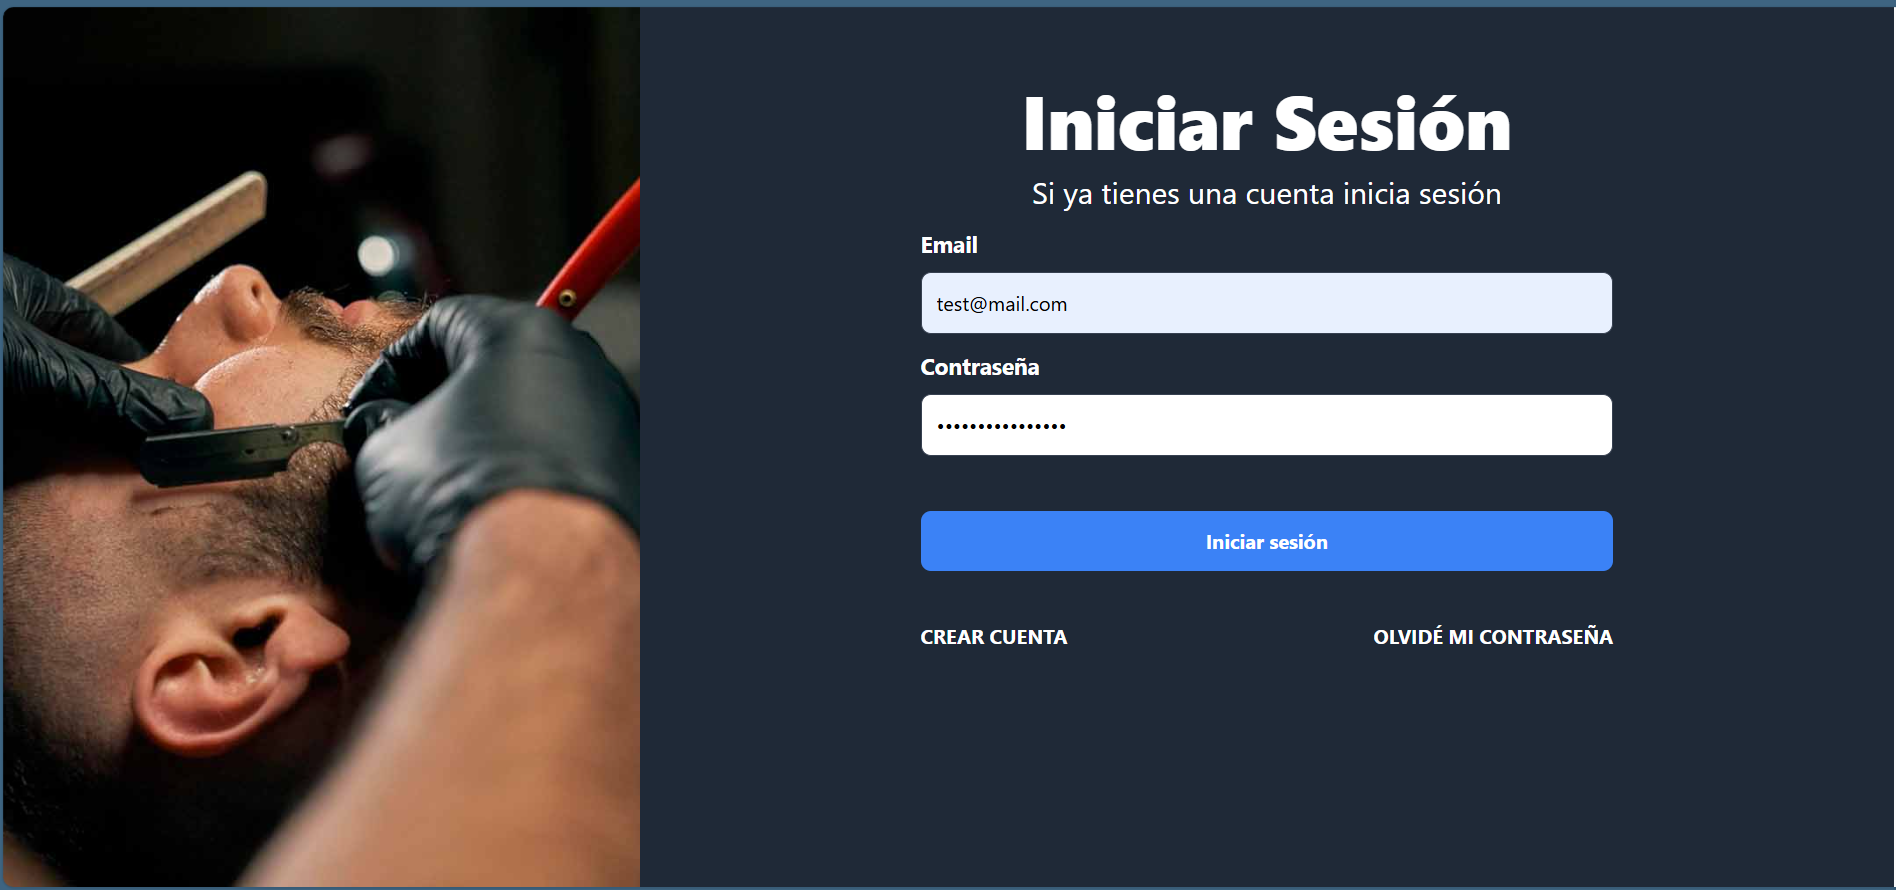 Iniciar Sesión
Si ya tienes una cuenta inicia sesión
Email
test@mail.com
Contraseña
••••••••••••••••
Iniciar sesión
CREAR CUENTA
OLVIDÉ MI CONTRASEÑA